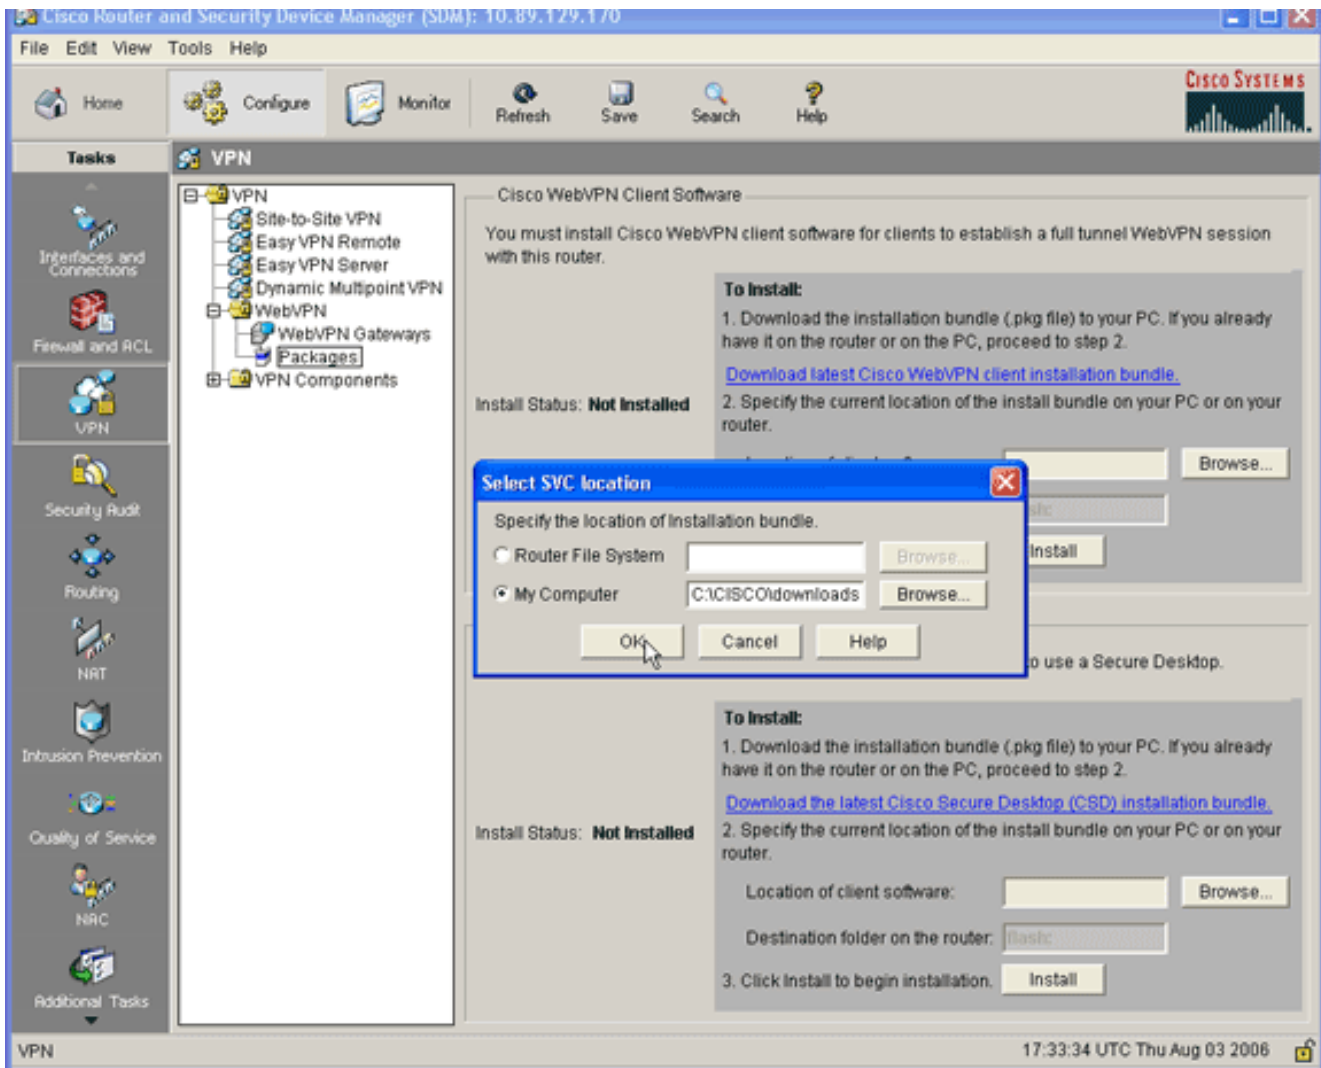 Cisco Router and Security Device Manager (SDM): 10.89.129.170
File Edit View Tools Help
Home
Configure
Monitor
Refresh
Save
Search
Help
CISCO SYSTEMS
Tasks
Interfaces and
Connections
Firewall and ACL
VPN
Security Audit
Routing
NAT
Intrusion Prevention
Quality of Service
NAC
Additional Tasks
VPN
VPN
Site-to-Site VPN
Easy VPN Remote
Easy VPN Server
Dynamic Multipoint VPN
WebVPN
WebVPN Gateways
Packages
VPN Components
Cisco WebVPN Client Software
You must install Cisco WebVPN client software for clients to establish a full tunnel WebVPN session
with this router.
Install Status: Not Installed
To Install:
1. Download the installation bundle (.pkg file) to your PC. If you already
have it on the router or on the PC, proceed to step 2.
Download latest Cisco WebVPN client installation bundle.
2. Specify the current location of the install bundle on your PC or on your
router.
Browse...
Install
Select SVC location
Specify the location of Installation bundle.
Router File System
Browse...
My Computer
C:\CISCO\downloads
Browse...
OK
Cancel
Help
to use a Secure Desktop.
Install Status: Not Installed
To Install:
1. Download the installation bundle (.pkg file) to your PC. If you already
have it on the router or on the PC, proceed to step 2.
Download the latest Cisco Secure Desktop (CSD) installation bundle.
2. Specify the current location of the install bundle on your PC or on your
router.
Location of client software:
Browse...
Destination folder on the router:
flash:
3. Click Install to begin installation.
Install
VPN
17:33:34 UTC Thu Aug 03 2006